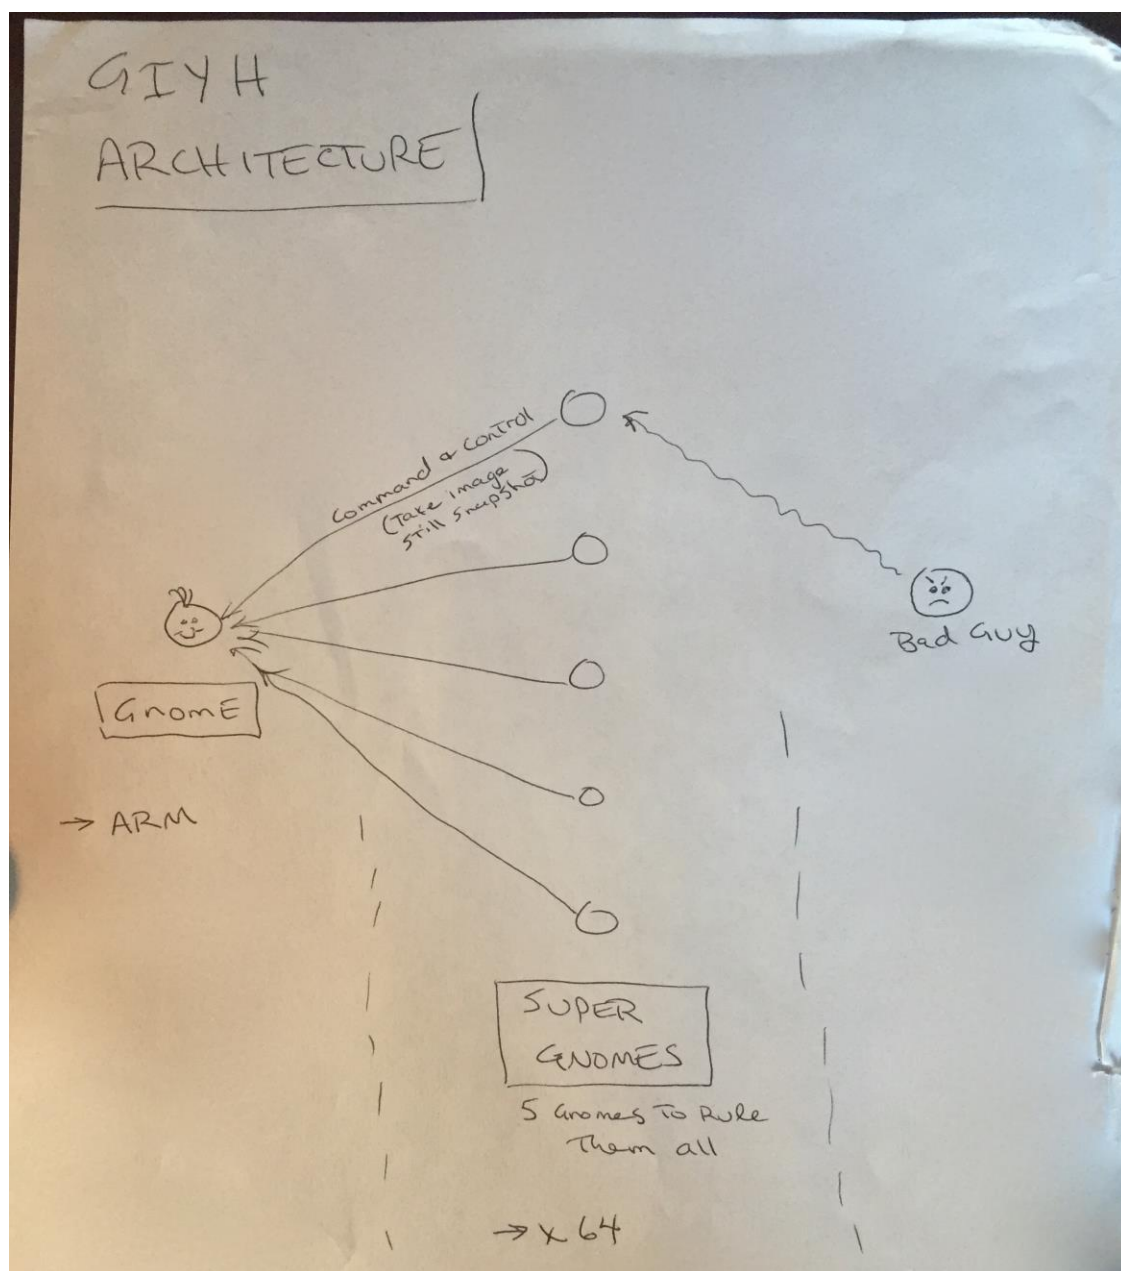 GIYH
ARCHITECTURE
Command & Control
(Take image
still snapshot)
Bad Guy
GnomE
→ ARM
SUPER
GNOMES
5 Gnomes To Rule
Them all
→ x64